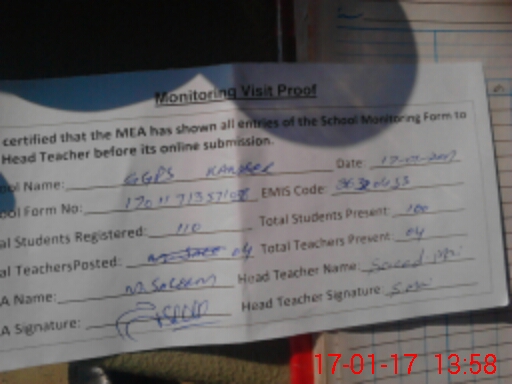 Monitoring Visit Proof
certified that the MEA has shown all entries of the School Monitoring Form to
Head Teacher before its online submission.
ool Name: GGPS Date: 17-01-2017
ool Form No: EMIS Code:
al Students Registered: 110 Total Students Present: 100
al TeachersPosted: 04 Total Teachers Present: 04
A Name: M. Saleem Head Teacher Name:
A Signature: Head Teacher Signature:
17-01-17 13:58